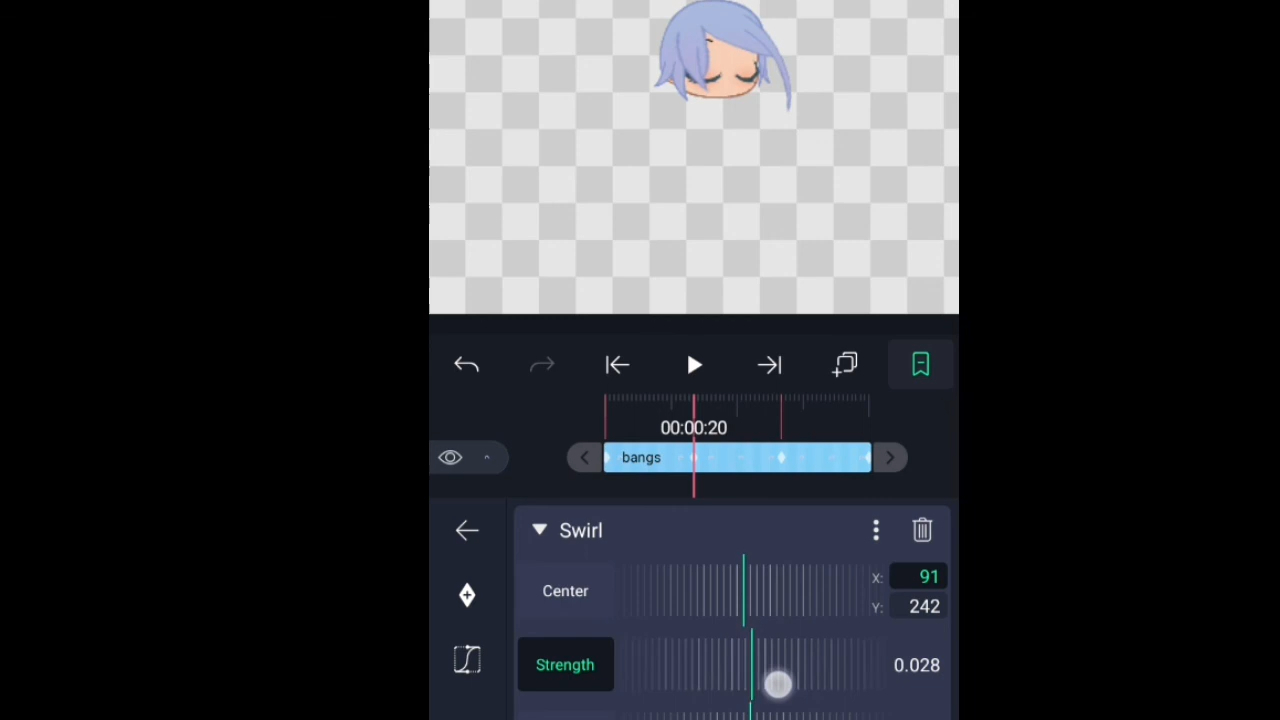 00:00:20
bangs
Swirl
Center
X: 91
Y: 242
Strength
0.028